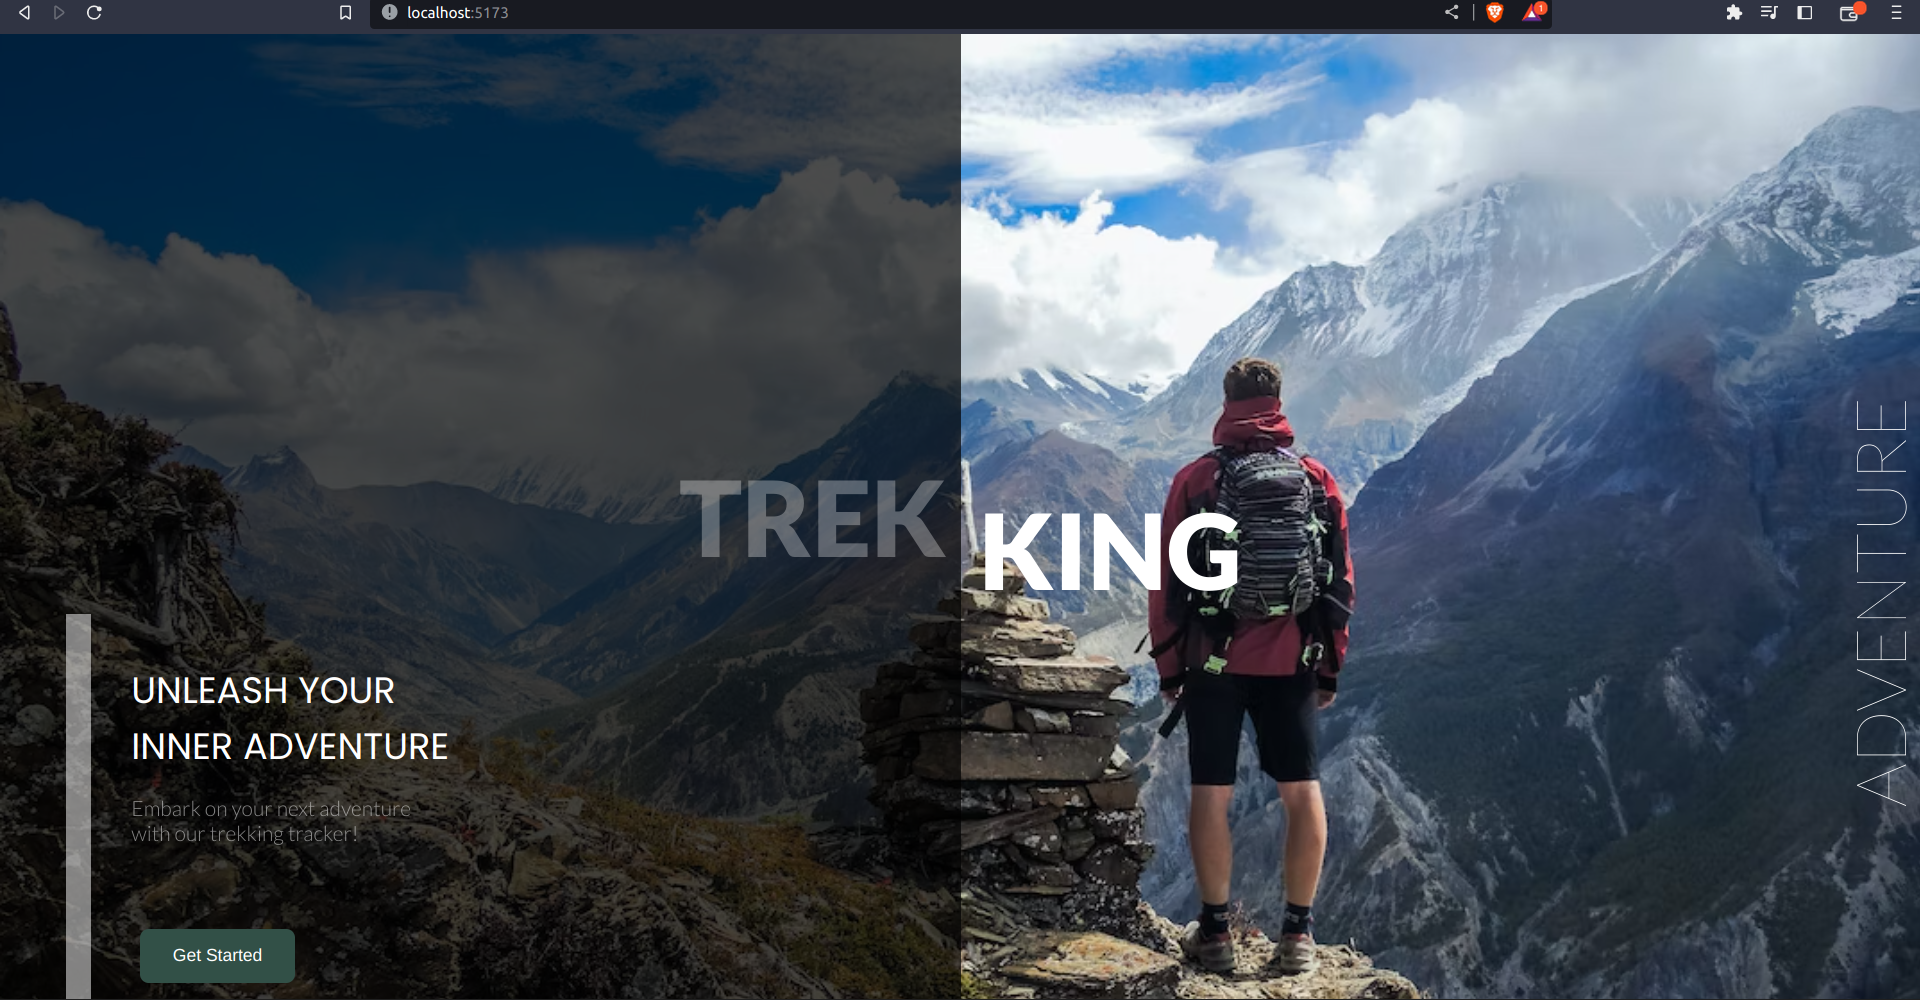 localhost:5173
1
TREK
KING
ADVENTURE
UNLEASH YOUR
INNER ADVENTURE
Embark on your next adventure
with our trekking tracker!
Get Started